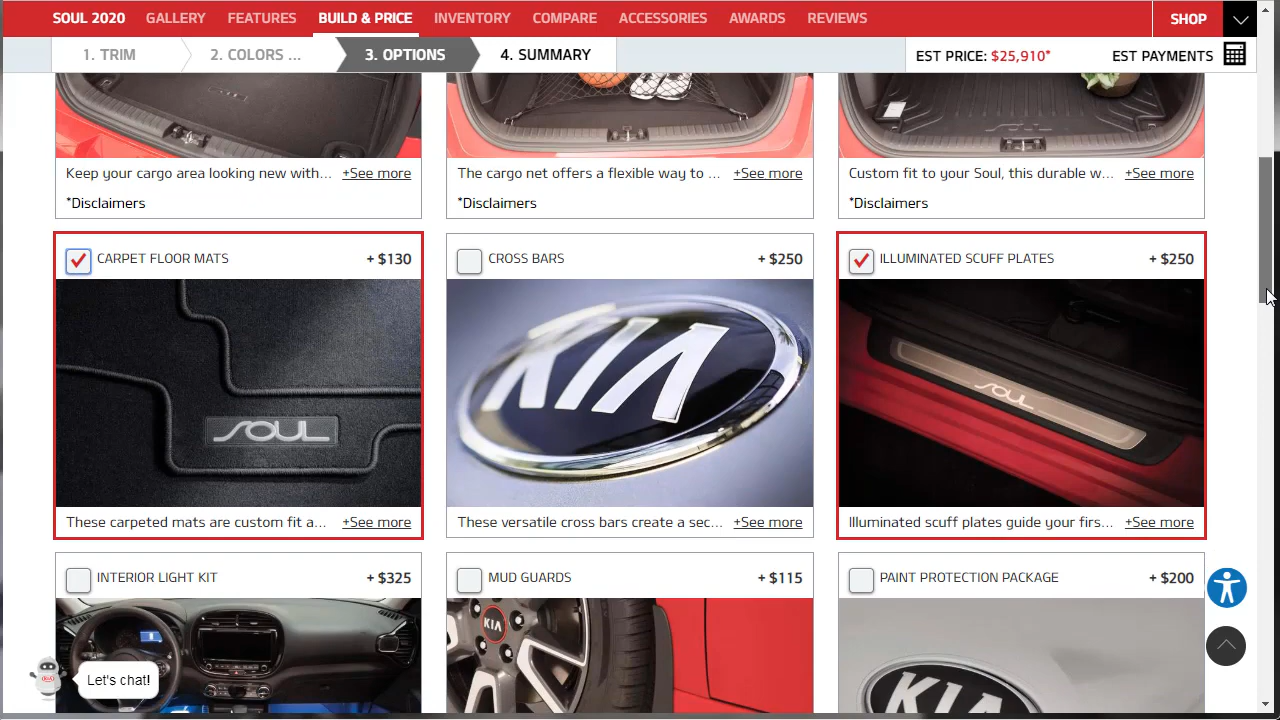 SOUL 2020 GALLERY FEATURES BUILD & PRICE INVENTORY COMPARE ACCESSORIES AWARDS REVIEWS SHOP
1. TRIM 2. COLORS ... 3. OPTIONS 4. SUMMARY EST PRICE: $25,910* EST PAYMENTS
Keep your cargo area looking new with... +See more
*Disclaimers
The cargo net offers a flexible way to ... +See more
*Disclaimers
Custom fit to your Soul, this durable w... +See more
*Disclaimers
CARPET FLOOR MATS + $130
SOUL
These carpeted mats are custom fit a... +See more
CROSS BARS + $250
KIA
These versatile cross bars create a sec... +See more
ILLUMINATED SCUFF PLATES + $250
SOUL
Illuminated scuff plates guide your firs... +See more
INTERIOR LIGHT KIT + $325
MUD GUARDS + $115
KIA
PAINT PROTECTION PACKAGE + $200
KIA
Let's chat!